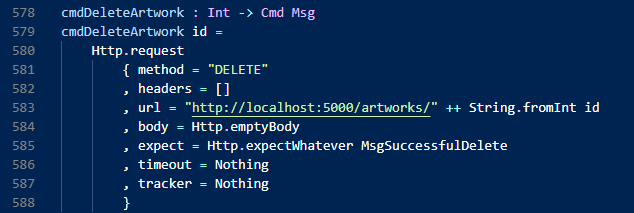 578 cmdDeleteArtwork : Int -> Cmd Msg
579 cmdDeleteArtwork id =
580     Http.request
581         { method = "DELETE"
582         , headers = []
583         , url = "http://localhost:5000/artworks/" ++ String.fromInt id
584         , body = Http.emptyBody
585         , expect = Http.expectWhatever MsgSuccessfulDelete
586         , timeout = Nothing
587         , tracker = Nothing
588         }